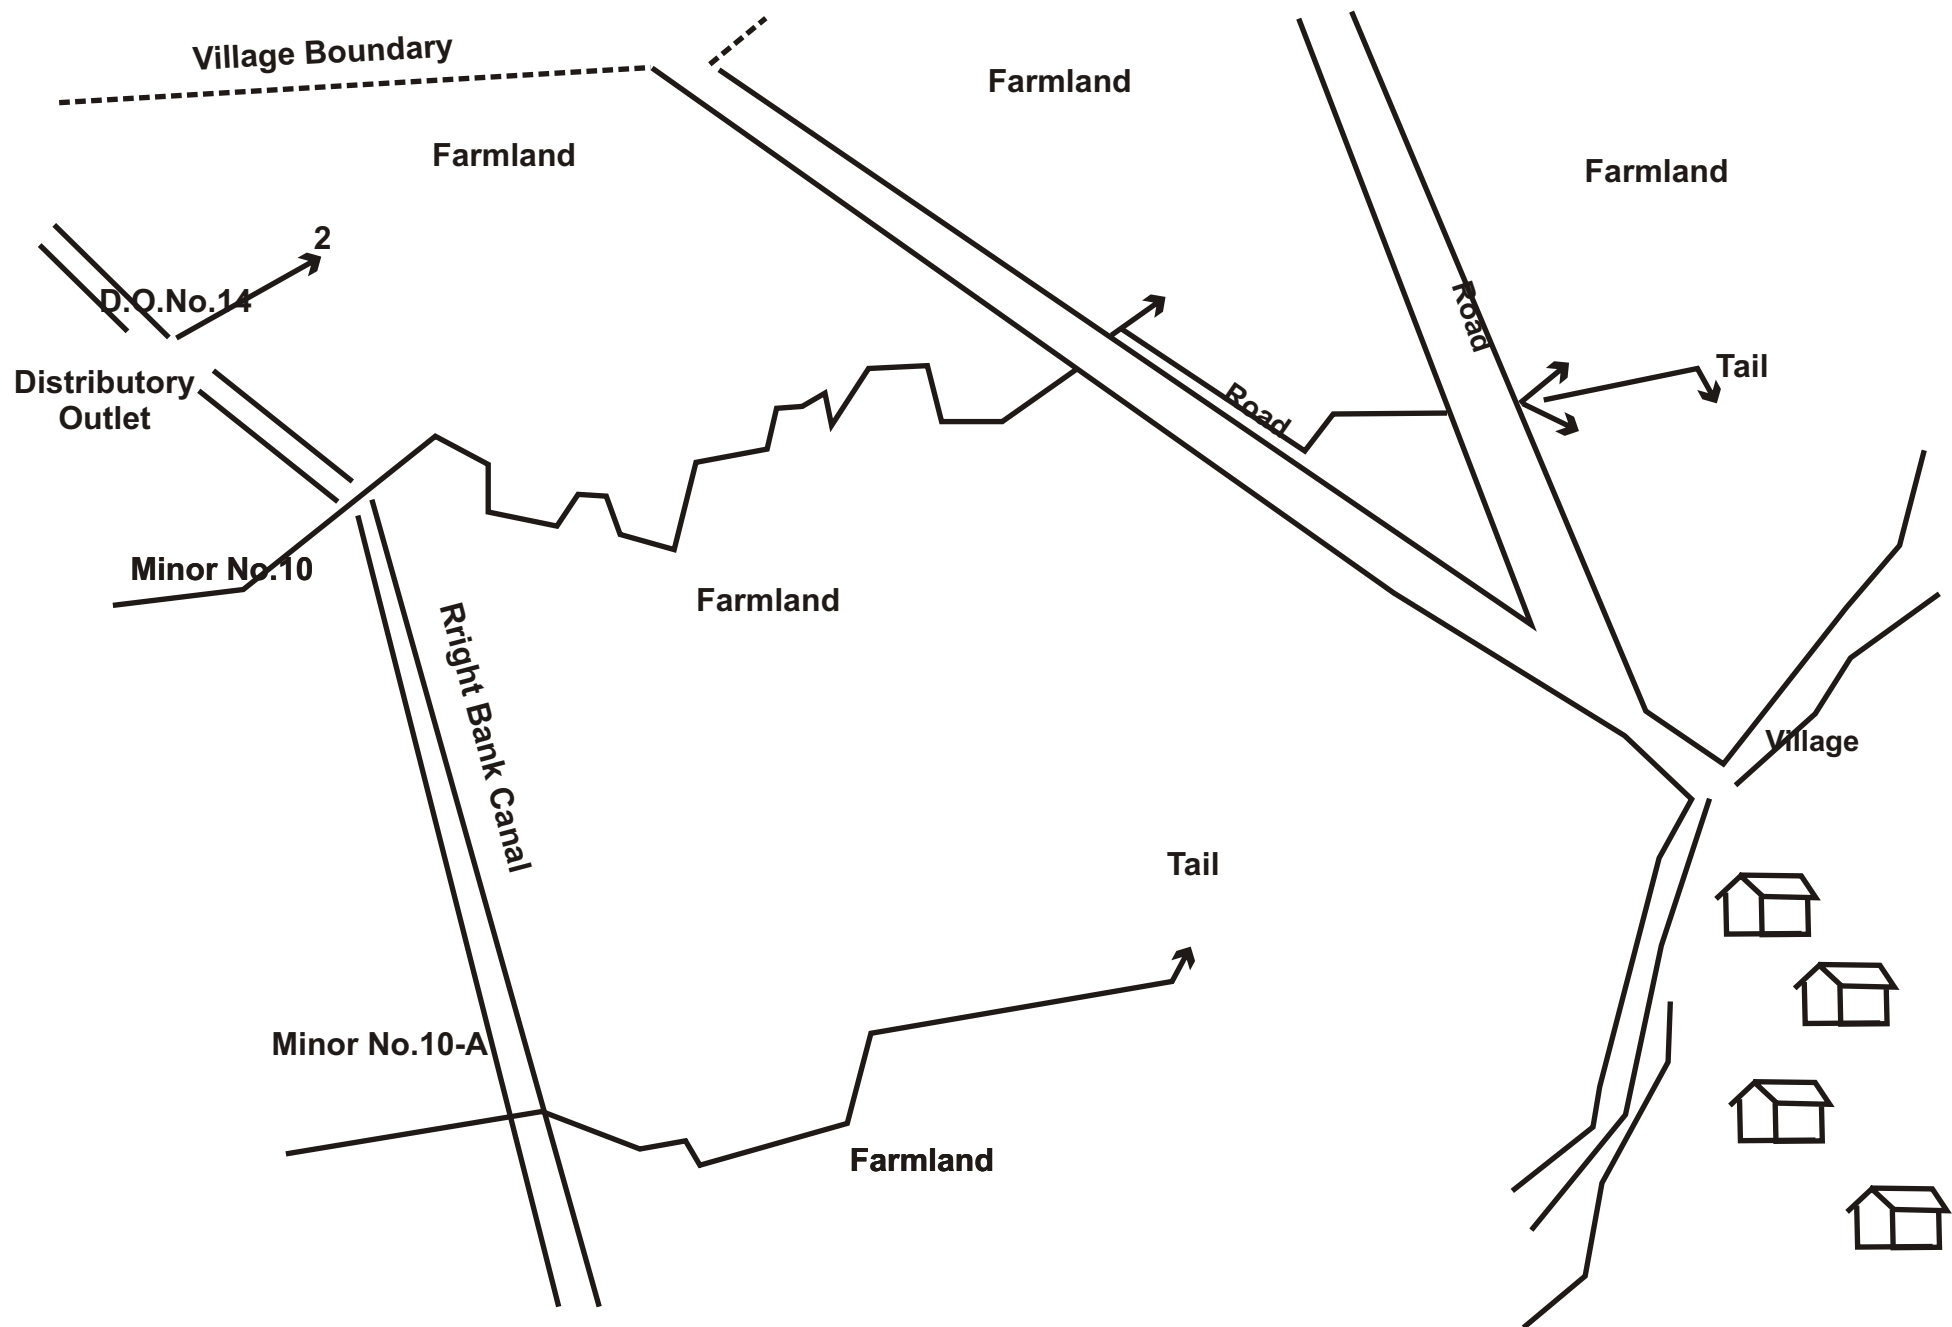 Village Boundary
Farmland
Farmland
Farmland
2
D.O.No.14
Road
Tail
Distributory
Outlet
Road
Minor No.10
Farmland
Rright Bank Canal
Village
Tail
Minor No.10-A
Farmland